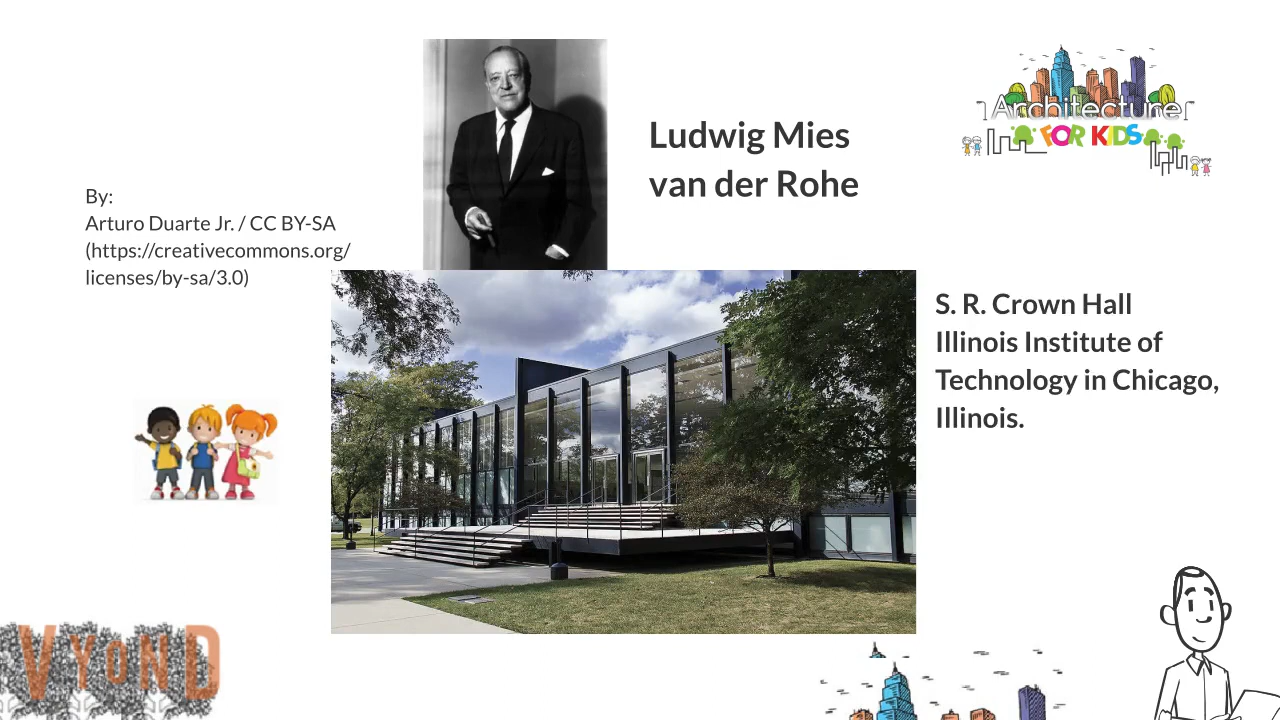 Ludwig Mies
van der Rohe
Architecture
FOR KIDS
By:
Arturo Duarte Jr. / CC BY-SA
(https://creativecommons.org/
licenses/by-sa/3.0)
S. R. Crown Hall
Illinois Institute of
Technology in Chicago,
Illinois.
VYOND